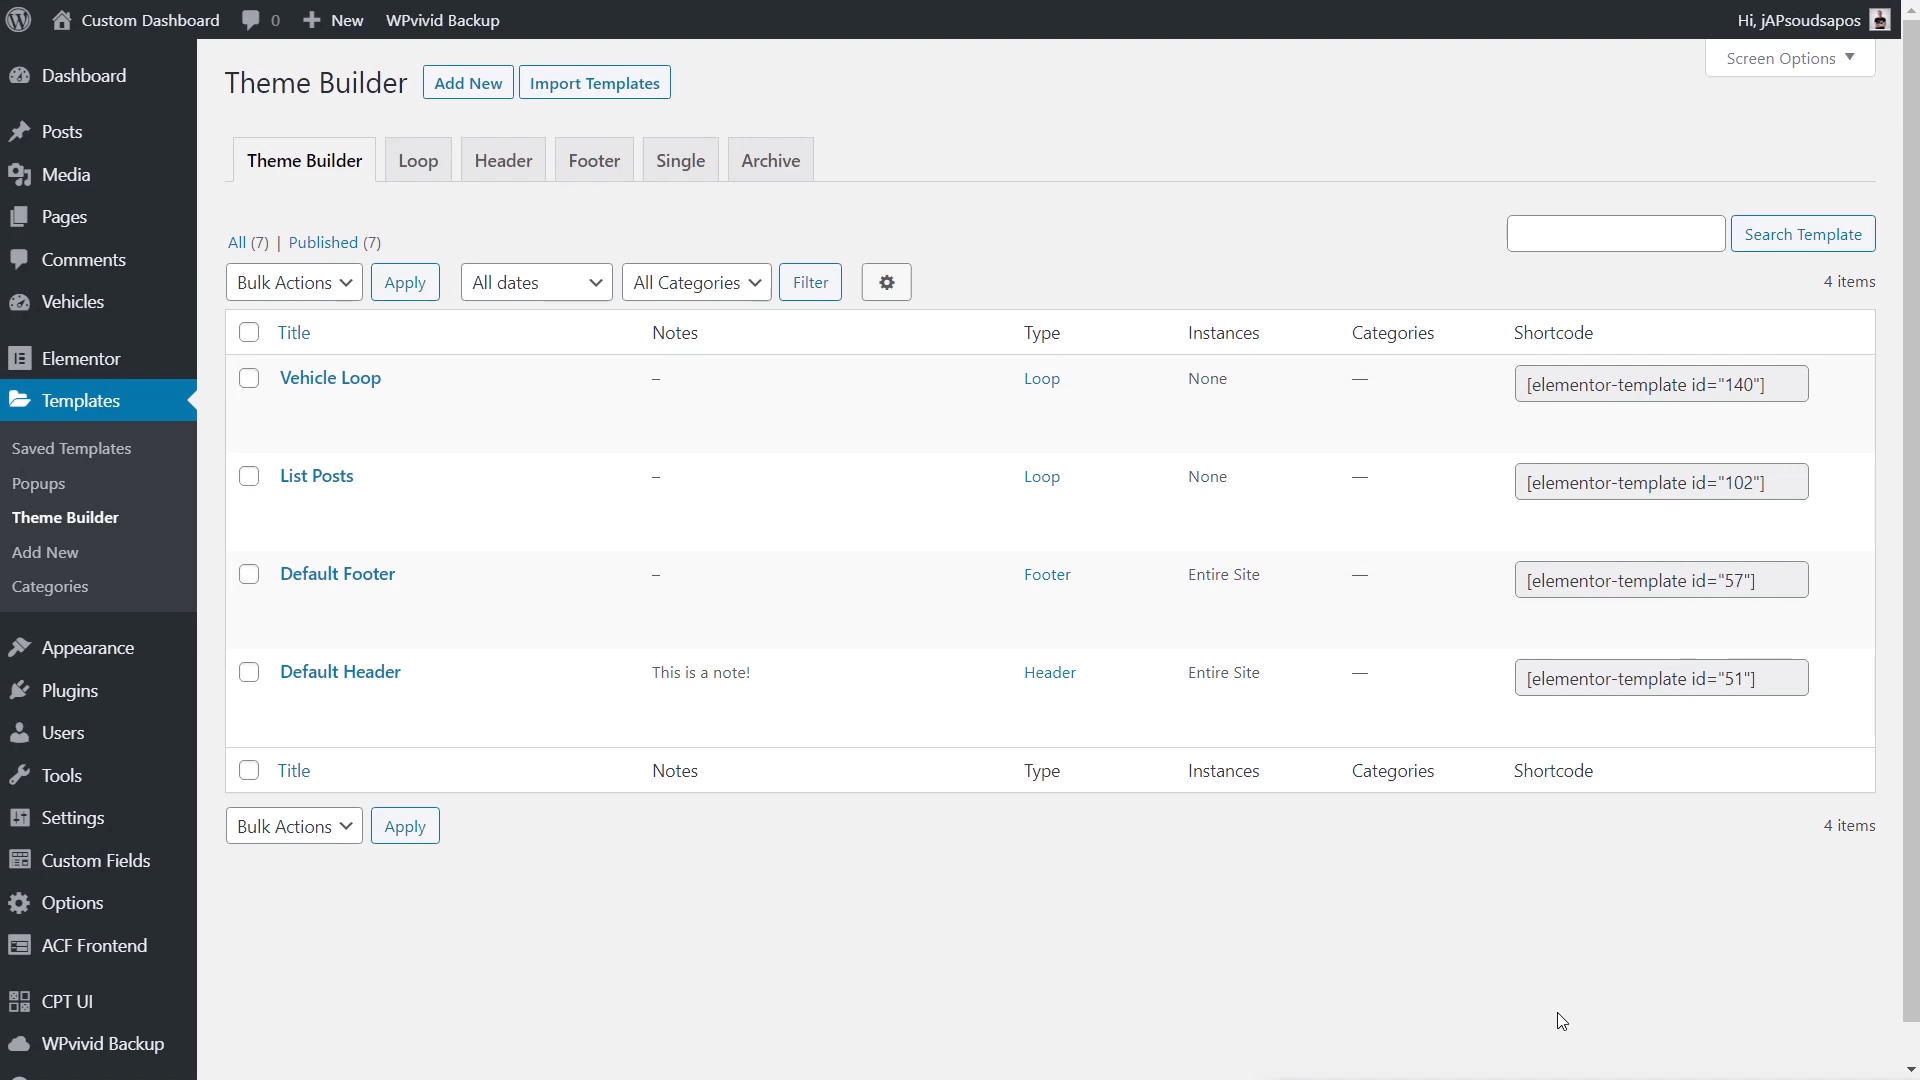 Custom Dashboard 0 New WPvivid Backup Hi, jAPsoudsapos
Screen Options
Dashboard
Posts
Media
Pages
Comments
Vehicles
Elementor
Templates
Saved Templates
Popups
Theme Builder
Add New
Categories
Appearance
Plugins
Users
Tools
Settings
Custom Fields
Options
ACF Frontend
CPT UI
WPvivid Backup
Theme Builder Add New Import Templates
Theme Builder Loop Header Footer Single Archive
All (7) | Published (7)
Search Template
Bulk Actions Apply All dates All Categories Filter 4 items
Title Notes Type Instances Categories Shortcode
Vehicle Loop – Loop None — [elementor-template id="140"]
List Posts – Loop None — [elementor-template id="102"]
Default Footer – Footer Entire Site — [elementor-template id="57"]
Default Header This is a note! Header Entire Site — [elementor-template id="51"]
Title Notes Type Instances Categories Shortcode
Bulk Actions Apply 4 items